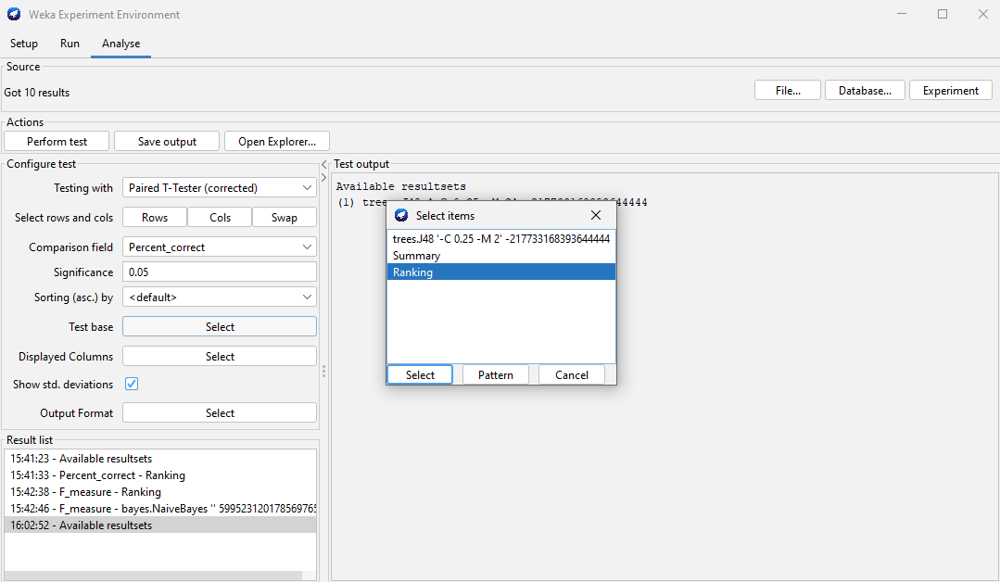 Weka Experiment Environment
Setup Run Analyse
Source
Got 10 results
File... Database... Experiment
Actions
Perform test Save output Open Explorer...
Configure test
Testing with Paired T-Tester (corrected)
Select rows and cols Rows Cols Swap
Comparison field Percent_correct
Significance 0.05
Sorting (asc.) by <default>
Test base Select
Displayed Columns Select
Show std. deviations
Output Format Select
Result list
15:41:23 - Available resultsets
15:41:33 - Percent_correct - Ranking
15:42:38 - F_measure - Ranking
15:42:46 - F_measure - bayes.NaiveBayes '' 599523120178569765
16:02:52 - Available resultsets
Test output
Available resultsets
(1)
Select items
trees.J48 '-C 0.25 -M 2' -217733168393644444
Summary
Ranking
Select Pattern Cancel